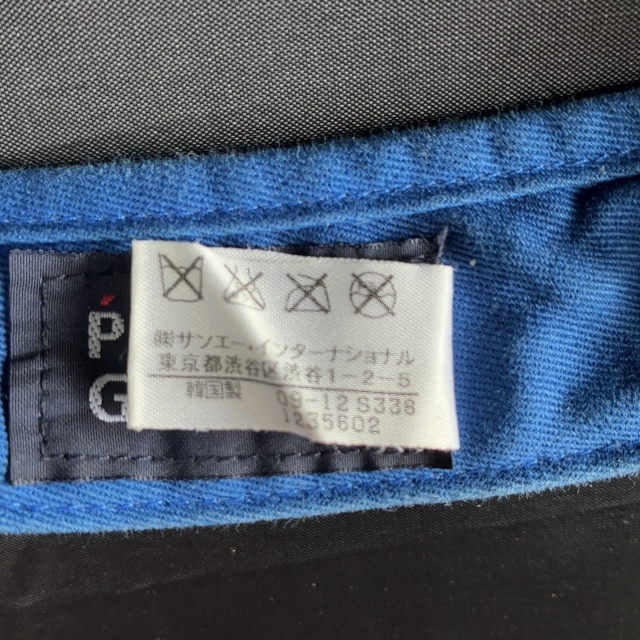 P
G
㈱サンエー・インターナショナル
東京都渋谷区渋谷1-2-5
韓国製 09-12 S338
1235602